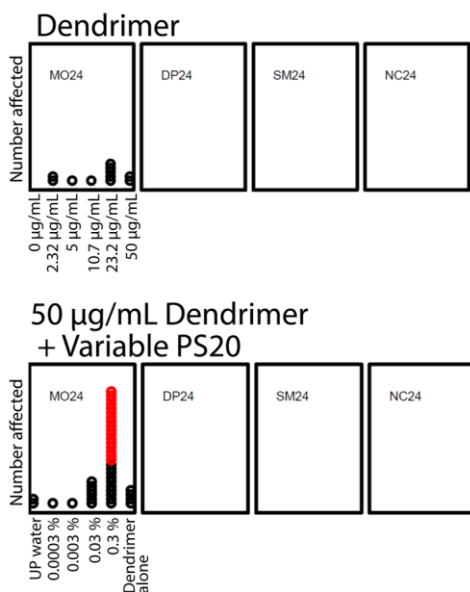 Dendrimer
Number affected
MO24
DP24
SM24
NC24
0 µg/mL
2.32 µg/mL
5 µg/mL
10.7 µg/mL
23.2 µg/mL
50 µg/mL
50 µg/mL Dendrimer
+ Variable PS20
Number affected
MO24
DP24
SM24
NC24
UP water
0.0003 %
0.003 %
0.03 %
0.3 %
Dendrimer
alone